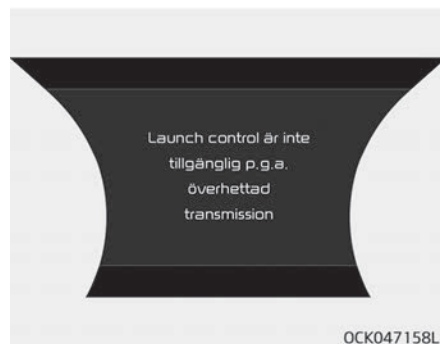 Launch control är inte
tillgänglig p.g.a.
överhettad
transmission
OCK047158L